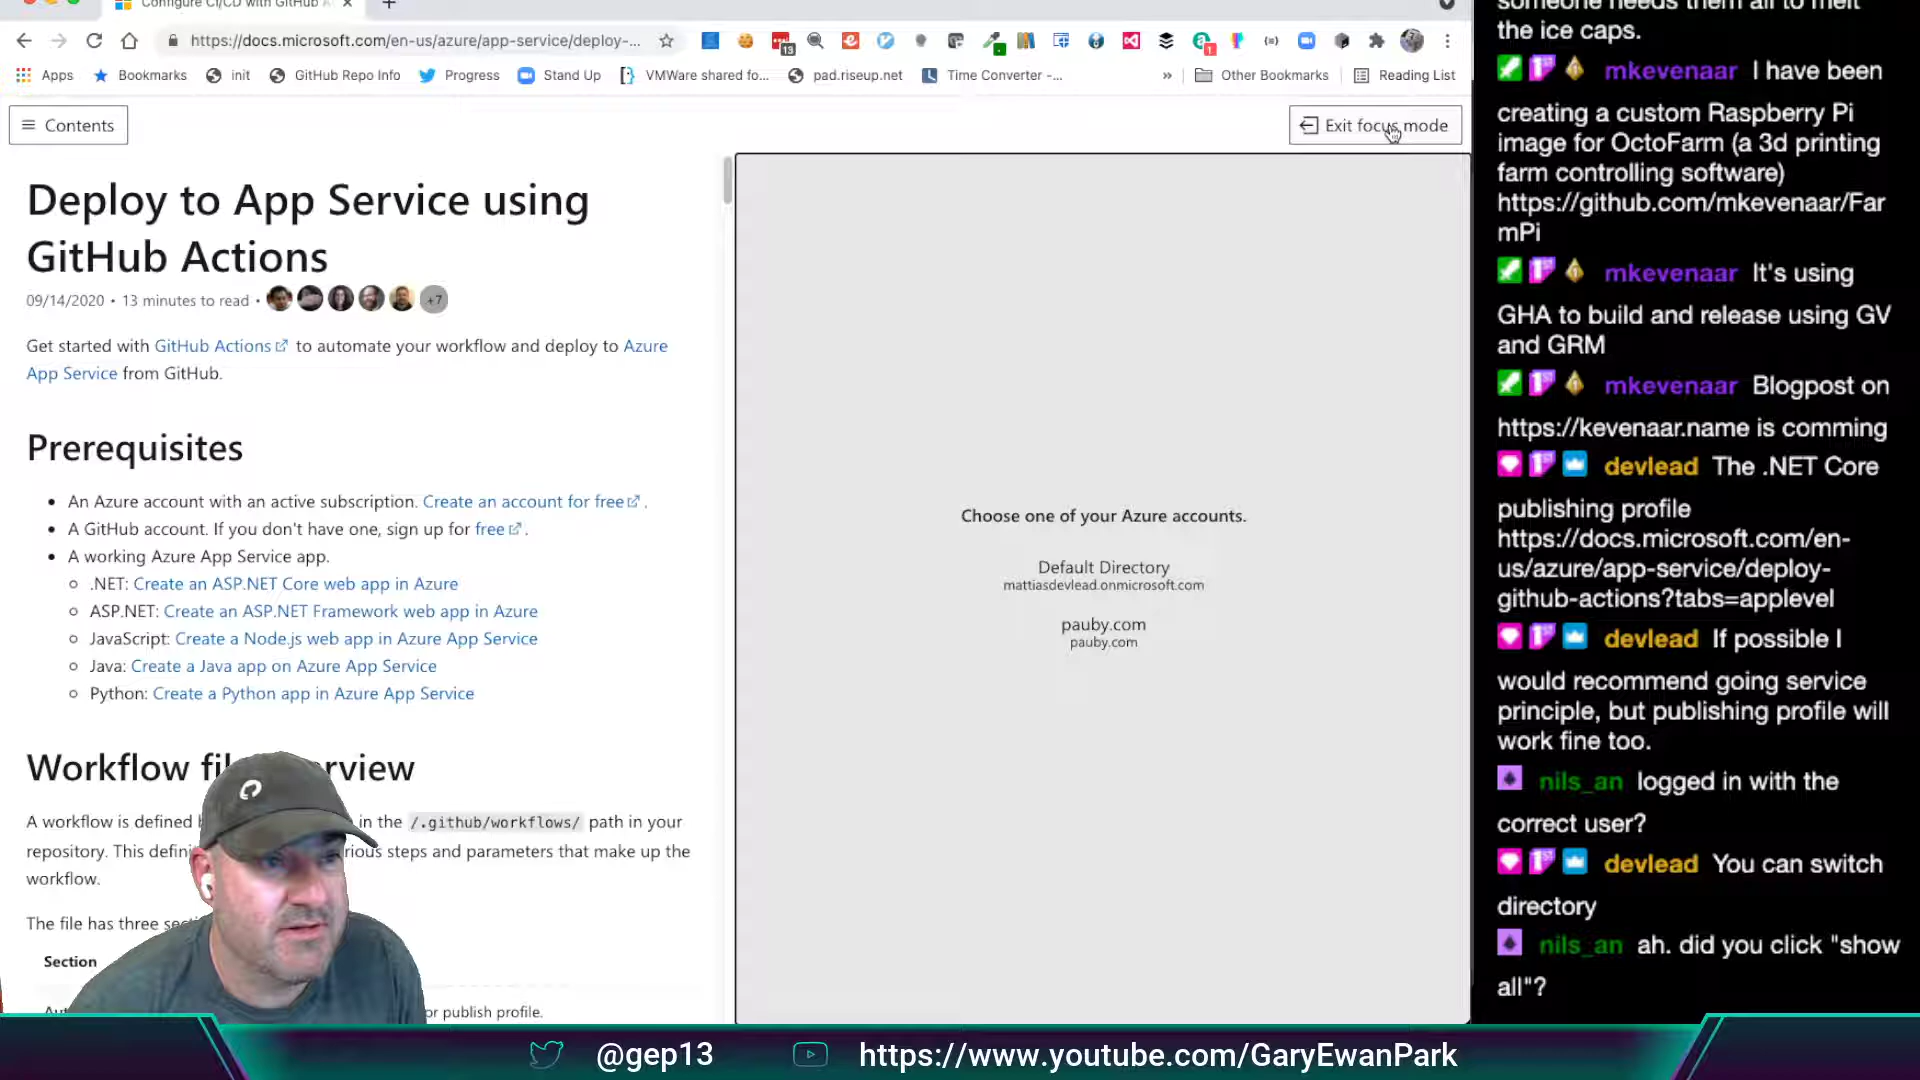 Configure CI/CD with GitHub A
https://docs.microsoft.com/en-us/azure/app-service/deploy-...
13
1
Apps
Bookmarks
init
GitHub Repo Info
Progress
Stand Up
VMWare shared fo...
pad.riseup.net
Time Converter -...
»
Other Bookmarks
Reading List
Contents
Exit focus mode
Deploy to App Service using
GitHub Actions
09/14/2020 • 13 minutes to read •
+7
Get started with GitHub Actions to automate your workflow and deploy to Azure
App Service from GitHub.
Prerequisites
• An Azure account with an active subscription. Create an account for free .
• A GitHub account. If you don't have one, sign up for free .
• A working Azure App Service app.
.NET: Create an ASP.NET Core web app in Azure
ASP.NET: Create an ASP.NET Framework web app in Azure
JavaScript: Create a Node.js web app in Azure App Service
Java: Create a Java app on Azure App Service
Python: Create a Python app in Azure App Service
Workflow fi rview
A workflow is defined in the /.github/workflows/ path in your
repository. This defini rious steps and parameters that make up the
workflow.
The file has three sec
Section
or publish profile.
Choose one of your Azure accounts.
Default Directory
mattiasdevlead.onmicrosoft.com
pauby.com
pauby.com
someone needs them all to melt
the ice caps.
mkevenaar I have been
creating a custom Raspberry Pi
image for OctoFarm (a 3d printing
farm controlling software)
https://github.com/mkevenaar/Far
mPi
mkevenaar It's using
GHA to build and release using GV
and GRM
mkevenaar Blogpost on
https://kevenaar.name is comming
devlead The .NET Core
publishing profile
https://docs.microsoft.com/en-
us/azure/app-service/deploy-
github-actions?tabs=applevel
devlead If possible I
would recommend going service
principle, but publishing profile will
work fine too.
nils_an logged in with the
correct user?
devlead You can switch
directory
nils_an ah. did you click "show
all"?
@gep13
https://www.youtube.com/GaryEwanPark